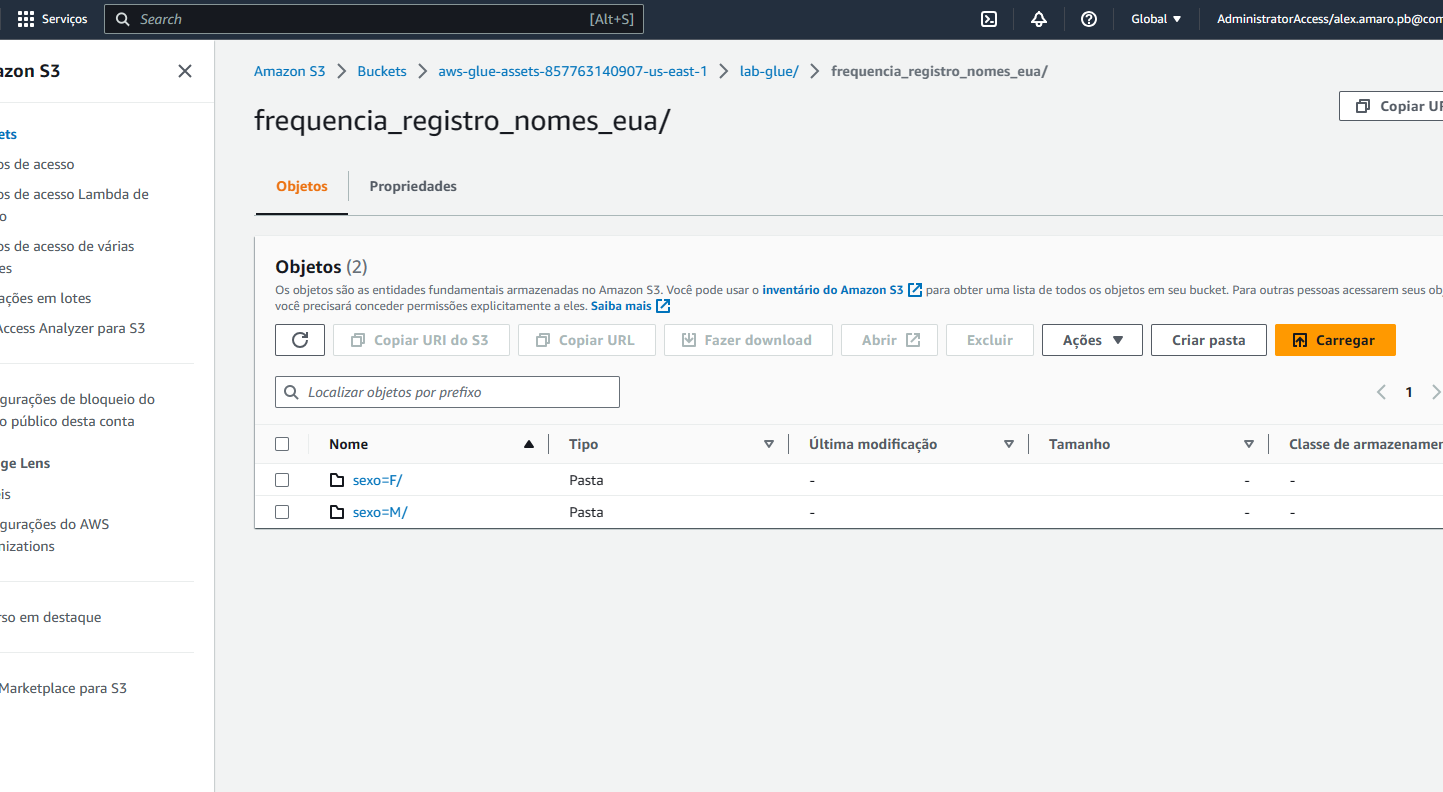 Serviços
Search
[Alt+S]
Global
AdministratorAccess/alex.amaro.pb@com
zon S3
ets
os de acesso
os de acesso Lambda de
o
os de acesso de várias
es
ações em lotes
Access Analyzer para S3
gurações de bloqueio do
o público desta conta
ge Lens
is
gurações do AWS
nizations
rso em destaque
Marketplace para S3
Amazon S3
Buckets
aws-glue-assets-857763140907-us-east-1
lab-glue/
frequencia_registro_nomes_eua/
frequencia_registro_nomes_eua/
Copiar UR
Objetos
Propriedades
Objetos (2)
Os objetos são as entidades fundamentais armazenadas no Amazon S3. Você pode usar o inventário do Amazon S3 para obter uma lista de todos os objetos em seu bucket. Para outras pessoas acessarem seus obj
você precisará conceder permissões explicitamente a eles. Saiba mais
Copiar URI do S3
Copiar URL
Fazer download
Abrir
Excluir
Ações
Criar pasta
Carregar
Localizar objetos por prefixo
1
Nome
Tipo
Última modificação
Tamanho
Classe de armazenamen
sexo=F/
Pasta
-
-
-
sexo=M/
Pasta
-
-
-